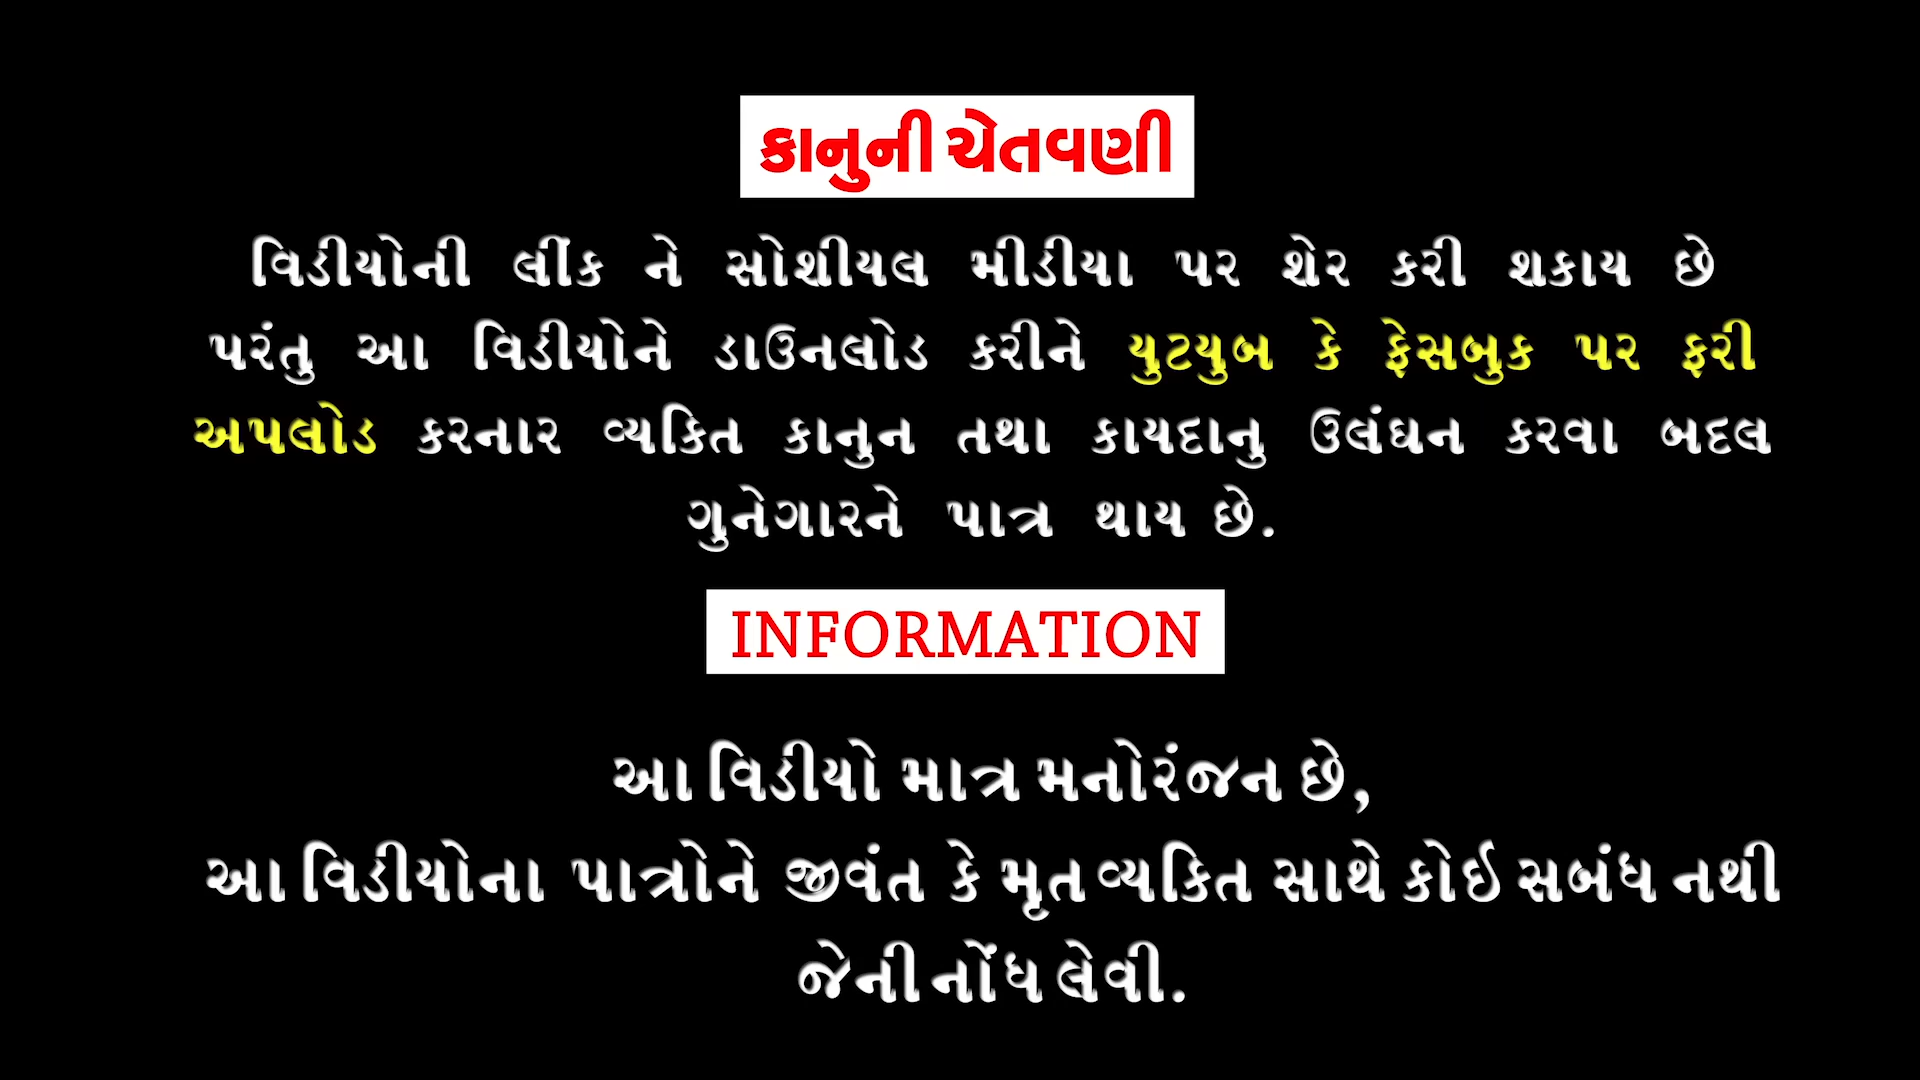 કાનુની ચેતવણી
વિડીયોની લીંક ને સોશીયલ મીડીયા પર શેર કરી શકાય છે
પરંતુ આ વિડીયોને ડાઉનલોડ કરીને યુટયુબ કે ફેસબુક પર ફરી
અપલોડ કરનાર વ્યકિત કાનુન તથા કાયદાનુ ઉલંઘન કરવા બદલ
ગુનેગારને પાત્ર થાય છે.
INFORMATION
આ વિડીયો માત્ર મનોરંજન છે,
આ વિડીયોના પાત્રોને જીવંત કે મૃત વ્યકિત સાથે કોઇ સબંધ નથી
જેની નોંધ લેવી.